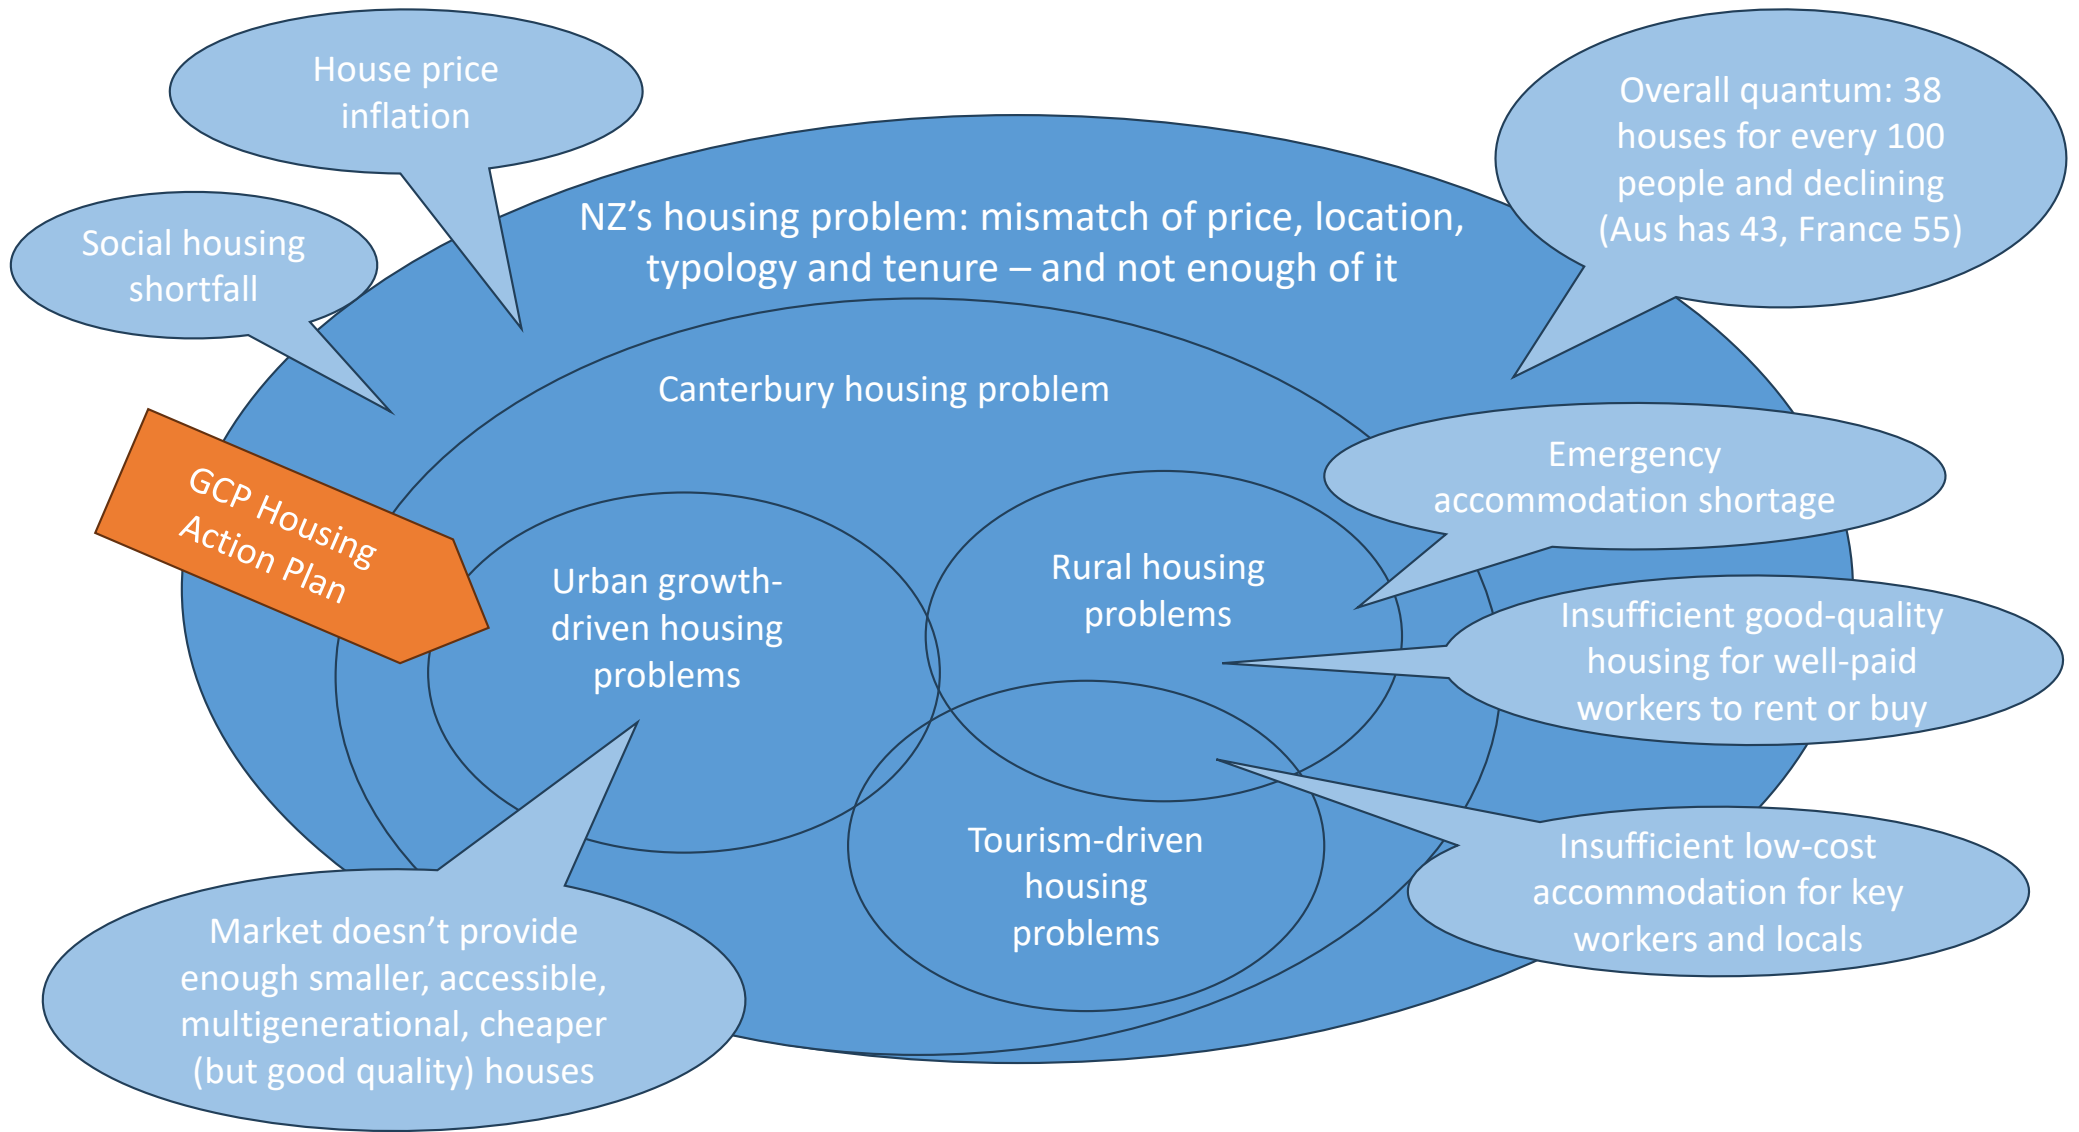 House price
inflation
Overall quantum: 38
houses for every 100
people and declining
(Aus has 43, France 55)
Social housing
shortfall
NZ’s housing problem: mismatch of price, location,
typology and tenure – and not enough of it
Canterbury housing problem
GCP Housing
Action Plan
Emergency
accommodation shortage
Urban growth-
driven housing
problems
Rural housing
problems
Insufficient good-quality
housing for well-paid
workers to rent or buy
Tourism-driven
housing
problems
Insufficient low-cost
accommodation for key
workers and locals
Market doesn’t provide
enough smaller, accessible,
multigenerational, cheaper
(but good quality) houses